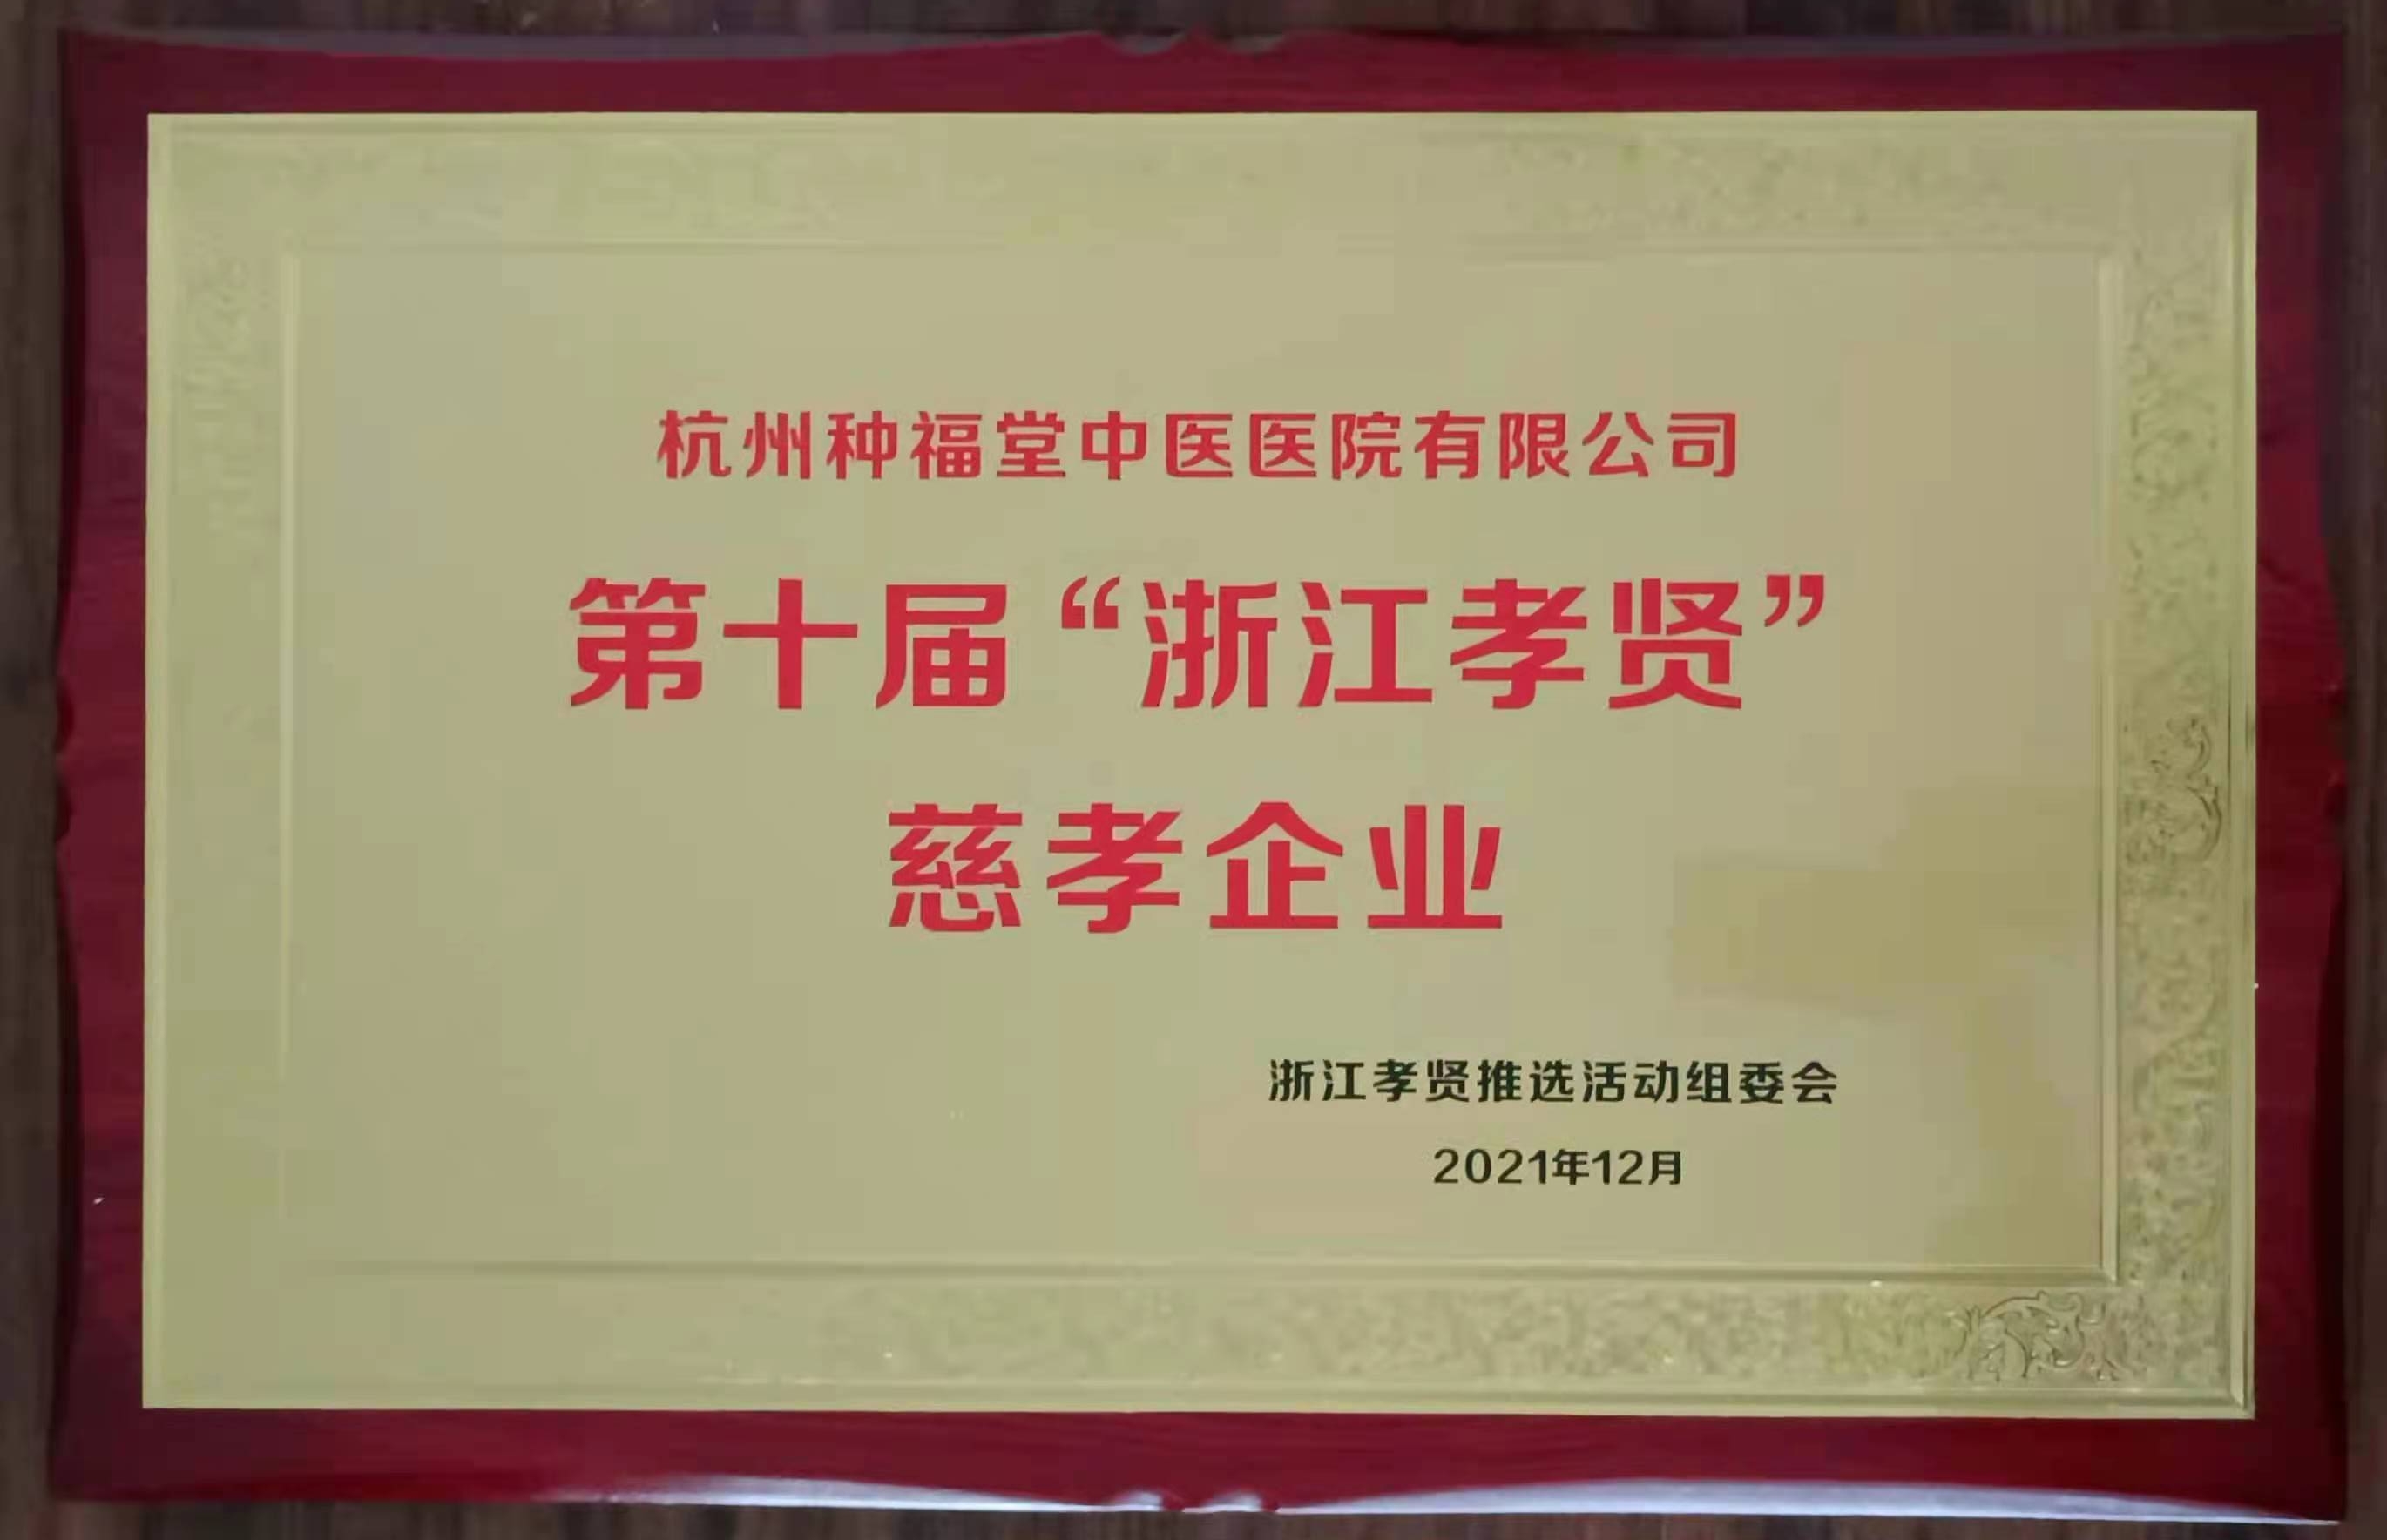 杭州种福堂中医医院有限公司
第十届“浙江孝贤”
慈孝企业
浙江孝贤推选活动组委会
2021年12月